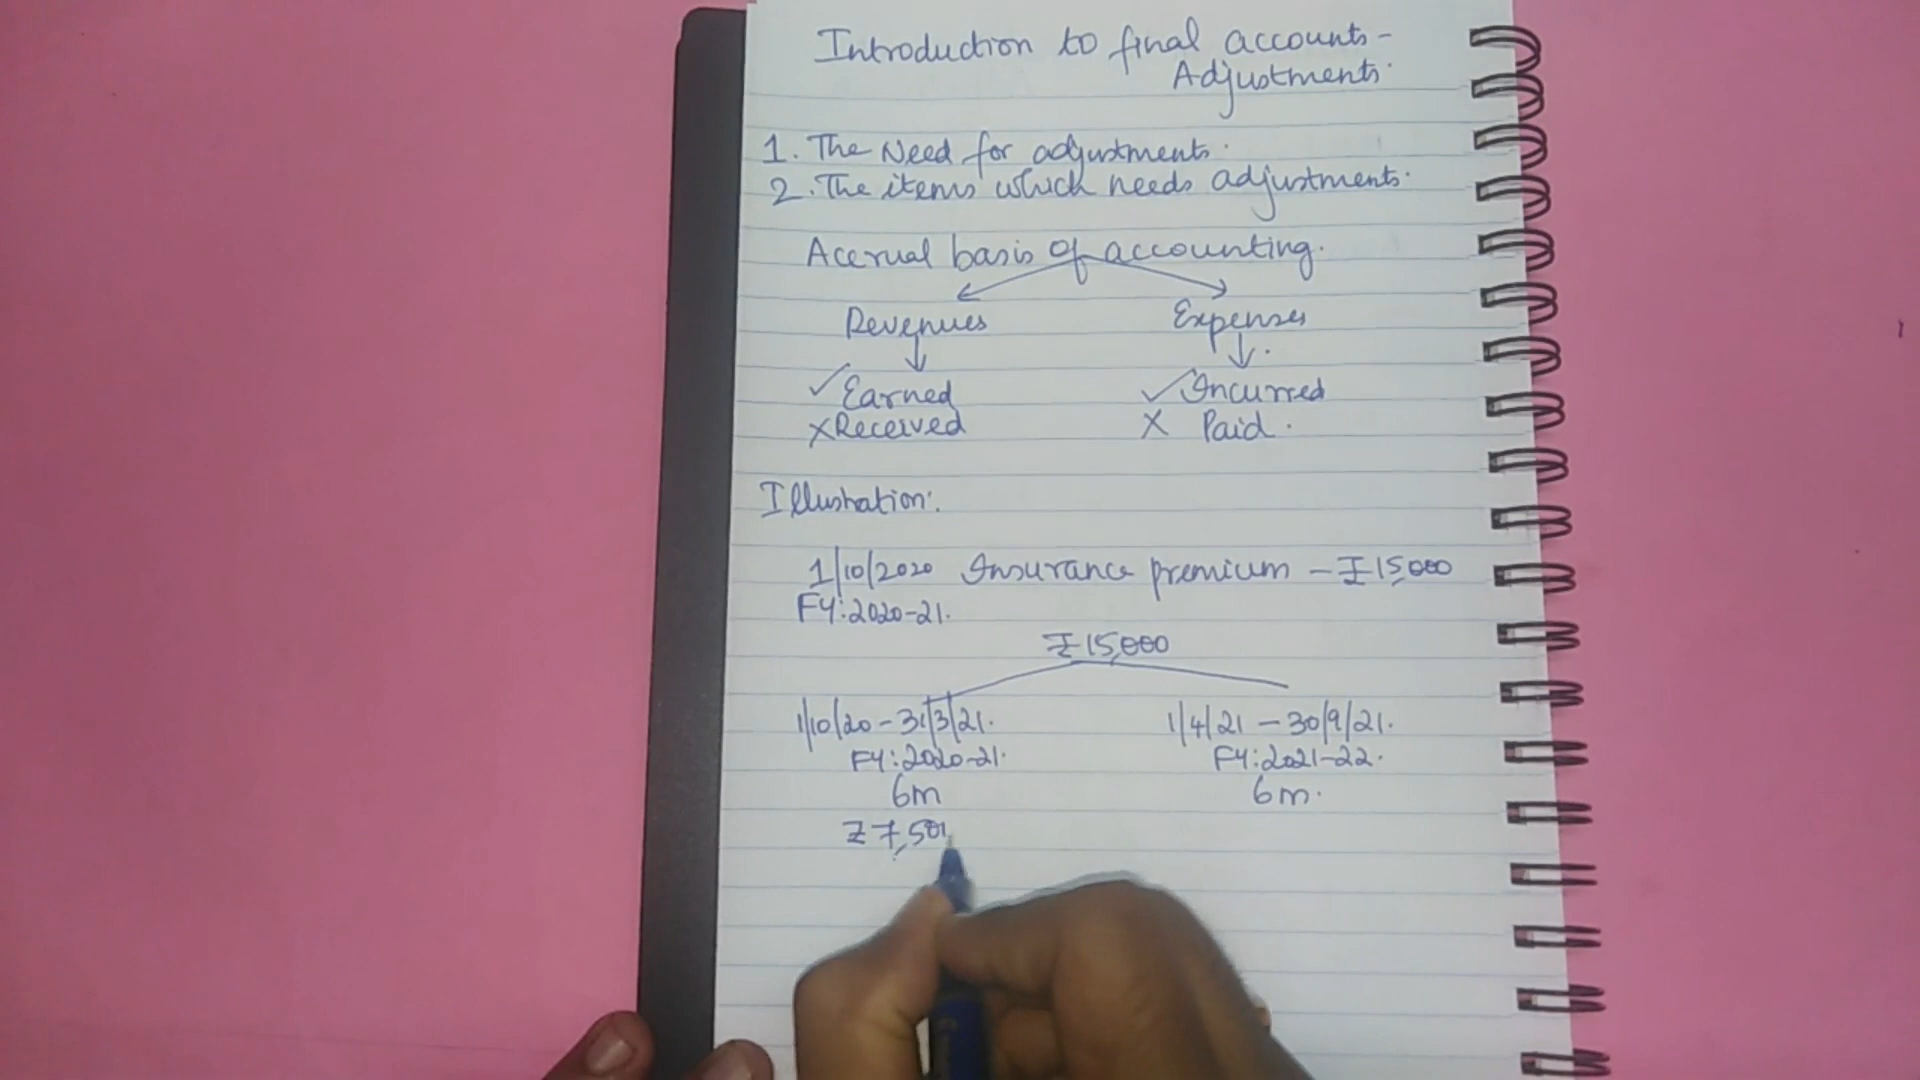 Introduction to final accounts-
Adjustments.
1. The Need for adjustments.
2. The items which needs adjustments.
Accrual basis of accounting.
Revenues Expenses
✓Earned ✓Incurred
×Received × Paid.
Illustration:
1/10/2020 Insurance premium - ₹15,000
FY:2020-21.
₹15,000
1/10/20-31/3/21. 1/4/21-30/9/21.
FY:2020-21. FY:2021-22.
6m 6m.
₹7,50